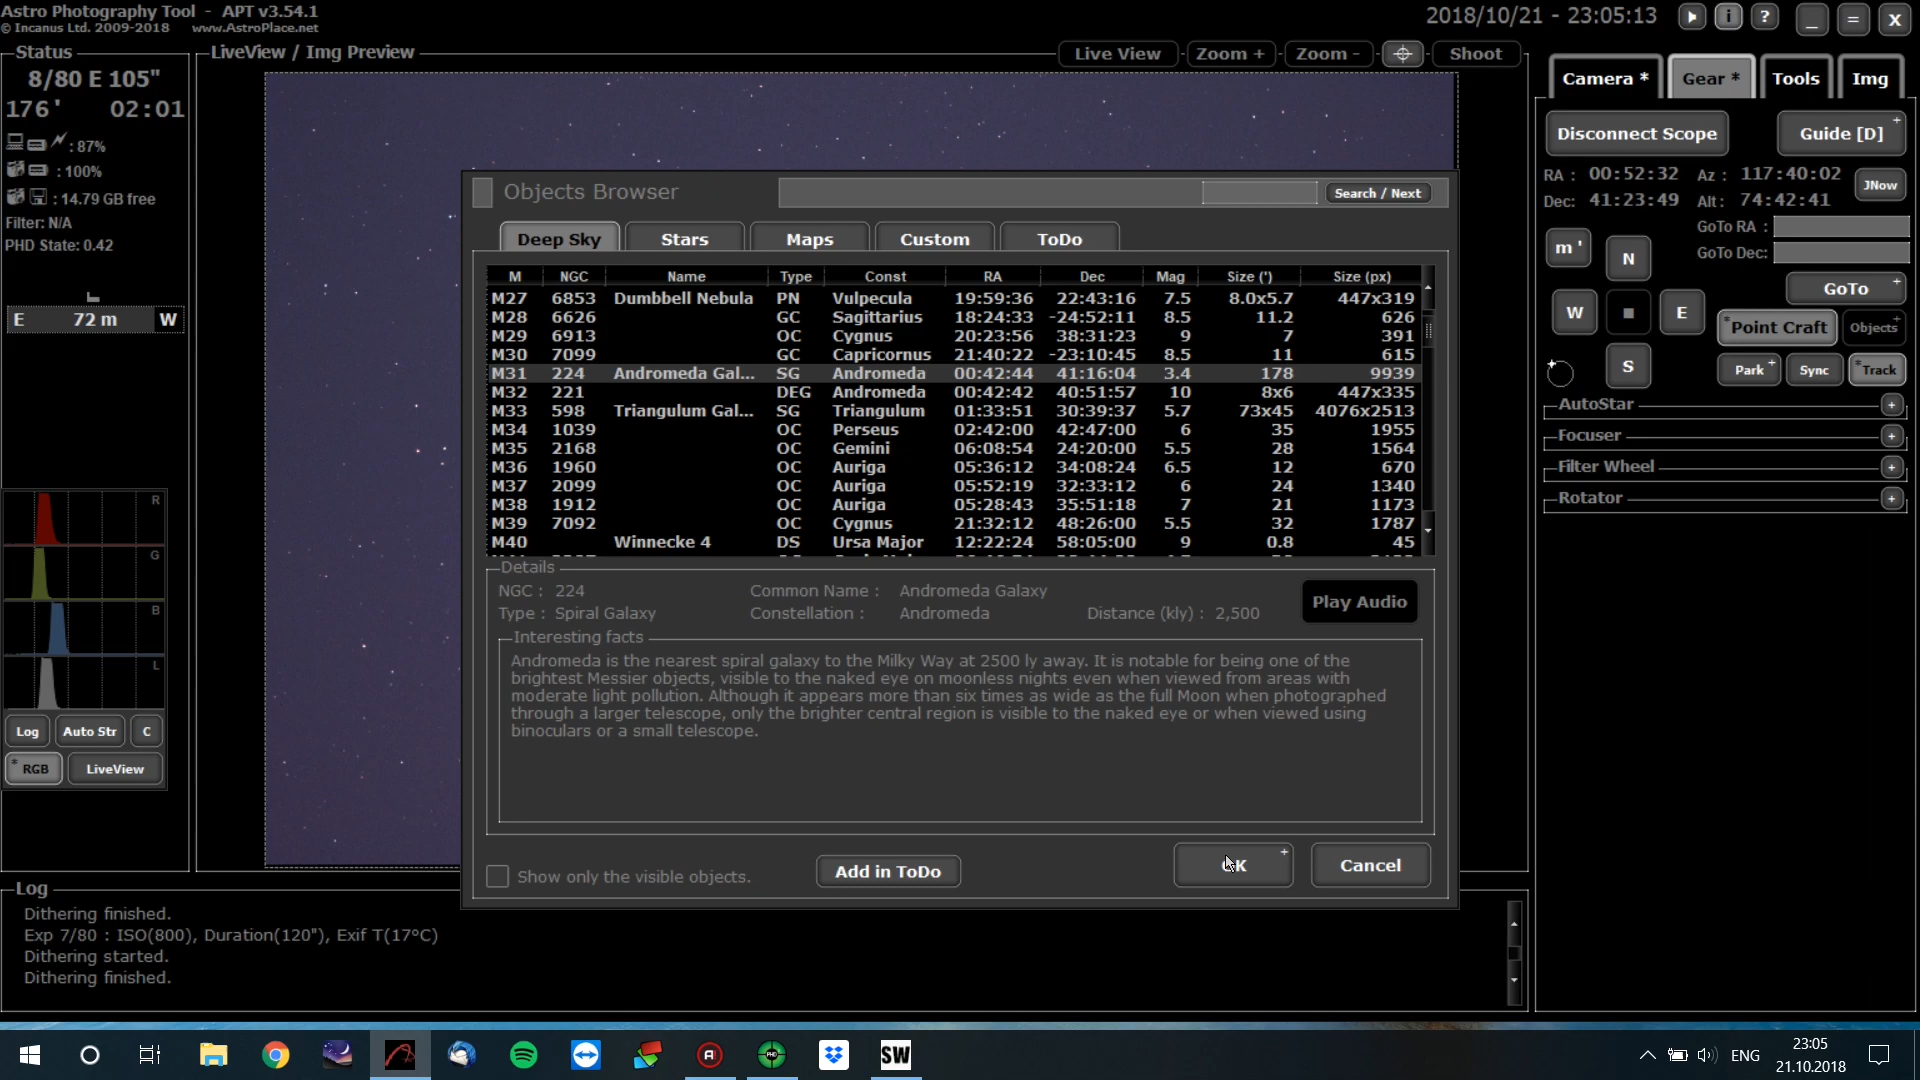 Astro Photography Tool - APT v3.54.1
© Incanus Ltd. 2009-2018 www.AstroPlace.net
2018/10/21 - 23:05:13
i ? _ = X
Status
8/80 E 105"
176' 02:01
: 87%
: 100%
: 14.79 GB free
Filter: N/A
PHD State: 0.42
E 72 m W
R
G
B
L
Log Auto Str C
* RGB LiveView
LiveView / Img Preview
Live View Zoom + Zoom - Shoot
Objects Browser
Search / Next
Deep Sky Stars Maps Custom ToDo
M NGC Name Type Const RA Dec Mag Size (') Size (px)
M27 6853 Dumbbell Nebula PN Vulpecula 19:59:36 22:43:16 7.5 8.0x5.7 447x319
M28 6626 GC Sagittarius 18:24:33 -24:52:11 8.5 11.2 626
M29 6913 OC Cygnus 20:23:56 38:31:23 9 7 391
M30 7099 GC Capricornus 21:40:22 -23:10:45 8.5 11 615
M31 224 Andromeda Gal... SG Andromeda 00:42:44 41:16:04 3.4 178 9939
M32 221 DEG Andromeda 00:42:42 40:51:57 10 8x6 447x335
M33 598 Triangulum Gal... SG Triangulum 01:33:51 30:39:37 5.7 73x45 4076x2513
M34 1039 OC Perseus 02:42:00 42:47:00 6 35 1955
M35 2168 OC Gemini 06:08:54 24:20:00 5.5 28 1564
M36 1960 OC Auriga 05:36:12 34:08:24 6.5 12 670
M37 2099 OC Auriga 05:52:19 32:33:12 6 24 1340
M38 1912 OC Auriga 05:28:43 35:51:18 7 21 1173
M39 7092 OC Cygnus 21:32:12 48:26:00 5.5 32 1787
M40 Winnecke 4 DS Ursa Major 12:22:24 58:05:00 9 0.8 45
Details
NGC : 224 Common Name : Andromeda Galaxy
Type : Spiral Galaxy Constellation : Andromeda Distance (kly) : 2,500
Play Audio
Interesting facts
Andromeda is the nearest spiral galaxy to the Milky Way at 2500 ly away. It is notable for being one of the
brightest Messier objects, visible to the naked eye on moonless nights even when viewed from areas with
moderate light pollution. Although it appears more than six times as wide as the full Moon when photographed
through a larger telescope, only the brighter central region is visible to the naked eye or when viewed using
binoculars or a small telescope.
Show only the visible objects.
Add in ToDo
OK +
Cancel
Camera * Gear * Tools Img
Disconnect Scope
Guide [D] +
RA : 00:52:32 Az : 117:40:02
Dec: 41:23:49 Alt : 74:42:41
JNow
GoTo RA :
GoTo Dec:
m '
N
W
E
S
GoTo +
*Point Craft
Objects +
Park +
Sync
*Track
AutoStar +
Focuser +
Filter Wheel +
Rotator +
Log
Dithering finished.
Exp 7/80 : ISO(800), Duration(120"), Exif T(17°C)
Dithering started.
Dithering finished.
A!
PHD
SW
ENG
23:05
21.10.2018